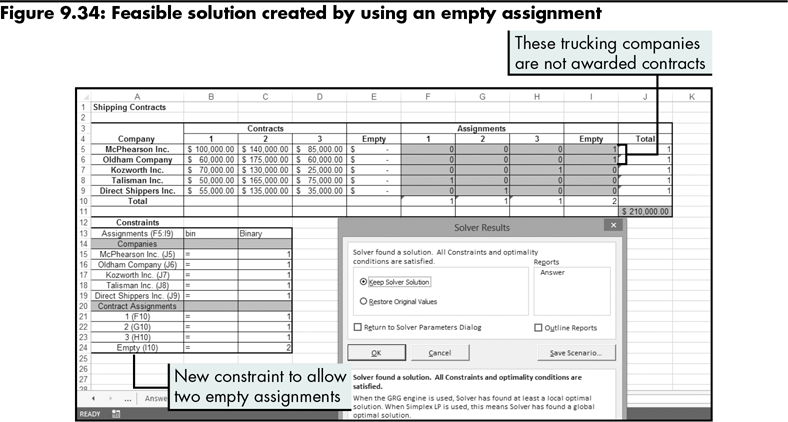 Figure 9.34: Feasible solution created by using an empty assignment
These trucking companies
are not awarded contracts
A B C D E F G H I J K
1 Shipping Contracts
2
3 Contracts Assignments
4 Company 1 2 3 Empty 1 2 3 Empty Total
5 McPhearson Inc. $ 100,000.00 $ 140,000.00 $ 85,000.00 $ - 0 0 0 1 1
6 Oldham Company $ 60,000.00 $ 175,000.00 $ 60,000.00 $ - 0 0 0 1 1
7 Kozworth Inc. $ 70,000.00 $ 130,000.00 $ 25,000.00 $ - 0 0 1 0 1
8 Talisman Inc. $ 50,000.00 $ 165,000.00 $ 75,000.00 $ - 1 0 0 0 1
9 Direct Shippers Inc. $ 55,000.00 $ 135,000.00 $ 35,000.00 $ - 0 1 0 0 1
10 Total 1 1 1 2
11 $ 210,000.00
12 Constraints
13 Assignments (F5:I9) bin Binary
14 Companies
15 McPhearson Inc. (J5) = 1
16 Oldham Company (J6) = 1
17 Kozworth Inc. (J7) = 1
18 Talisman Inc. (J8) = 1
19 Direct Shippers Inc. (J9) = 1
20 Contract Assignments
21 1 (F10) = 1
22 2 (G10) = 1
23 3 (H10) = 1
24 Empty (I10) = 2
25
26
27
28
Solver Results
Solver found a solution. All Constraints and optimality
conditions are satisfied.
Reports
Answer
Keep Solver Solution
Restore Original Values
Return to Solver Parameters Dialog
Outline Reports
OK Cancel Save Scenario...
Solver found a solution. All Constraints and optimality conditions are
satisfied.
When the GRG engine is used, Solver has found at least a local optimal
solution. When Simplex LP is used, this means Solver has found a global
optimal solution.
New constraint to allow
two empty assignments
... Answe
READY